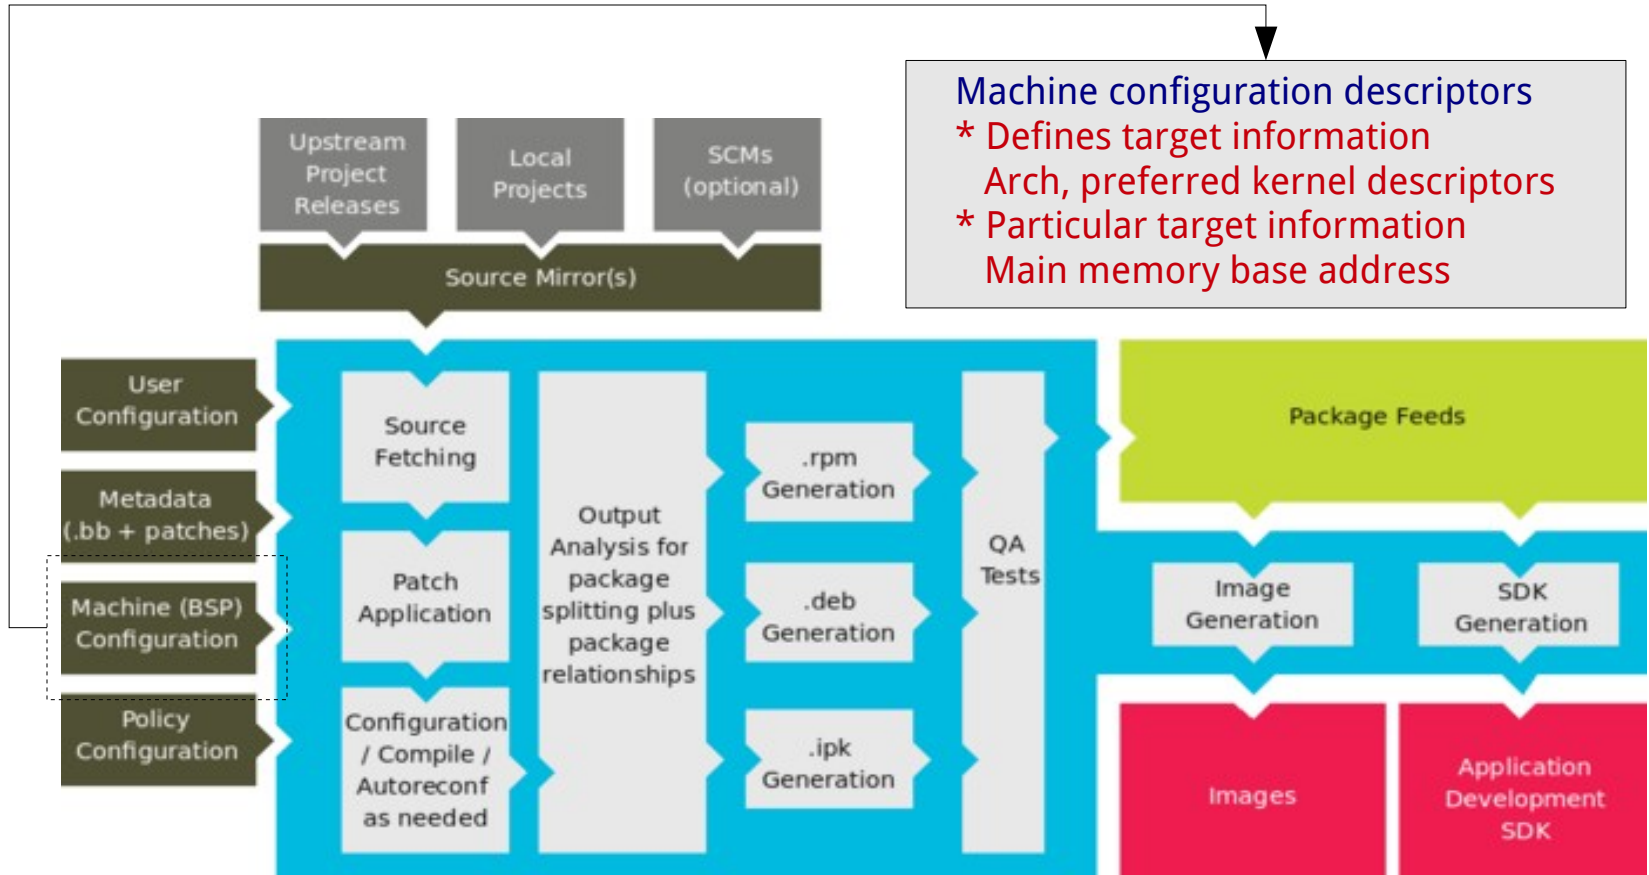 Machine configuration descriptors
* Defines target information
Arch, preferred kernel descriptors
* Particular target information
Main memory base address
Upstream
Project
Releases
Local
Projects
SCMs
(optional)
Source Mirror(s)
User
Configuration
Metadata
(.bb + patches)
Machine (BSP)
Configuration
Policy
Configuration
Source
Fetching
Patch
Application
Configuration
/ Compile /
Autoreconf
as needed
Output
Analysis for
package
splitting plus
package
relationships
.rpm
Generation
.deb
Generation
.ipk
Generation
QA
Tests
Package Feeds
Image
Generation
SDK
Generation
Images
Application
Development
SDK